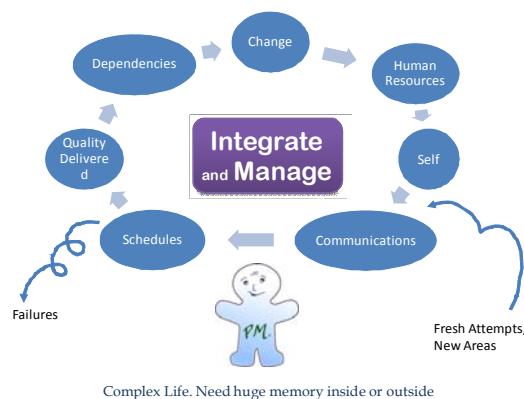 Change
Dependencies
Human
Resources
Integrate
and Manage
Quality
Delivere
d
Self
Schedules
Communications
Failures
PM.
Fresh Attempts,
New Areas
Complex Life. Need huge memory inside or outside